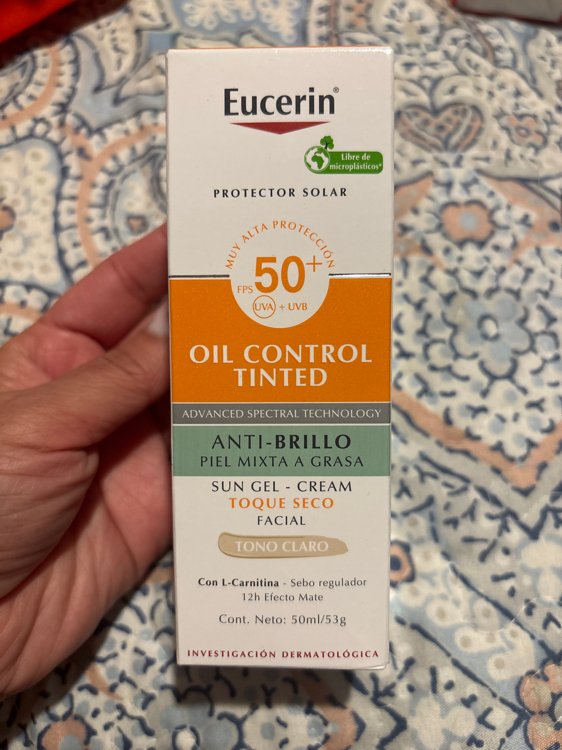 Eucerin®
Libre de
microplásticos*
PROTECTOR SOLAR
MUY ALTA PROTECCIÓN
FPS 50+
UVA + UVB
OIL CONTROL
TINTED
ADVANCED SPECTRAL TECHNOLOGY
ANTI-BRILLO
PIEL MIXTA A GRASA
SUN GEL - CREAM
TOQUE SECO
FACIAL
TONO CLARO
Con L-Carnitina - Sebo regulador
12h Efecto Mate
Cont. Neto: 50ml/53g
INVESTIGACIÓN DERMATOLÓGICA